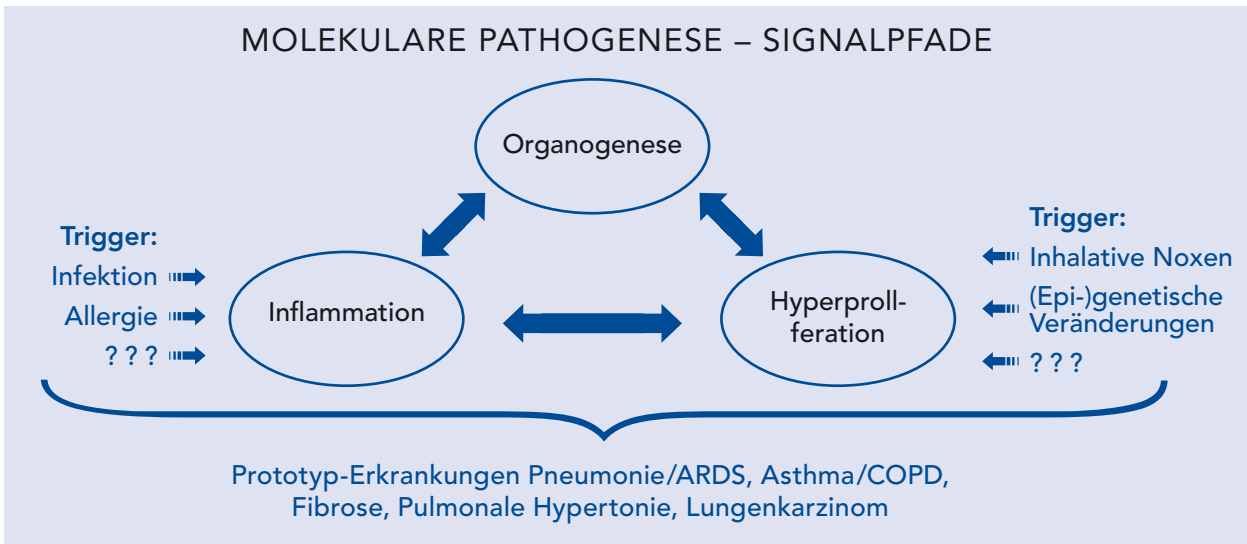 MOLEKULARE PATHOGENESE – SIGNALPFADE
Organogenese
Trigger:
Infektion
Allergie
? ? ?
Inflammation
Hyperproll-
feration
Trigger:
Inhalative Noxen
(Epi-)genetische
Veränderungen
? ? ?
Prototyp-Erkrankungen Pneumonie/ARDS, Asthma/COPD,
Fibrose, Pulmonale Hypertonie, Lungenkarzinom